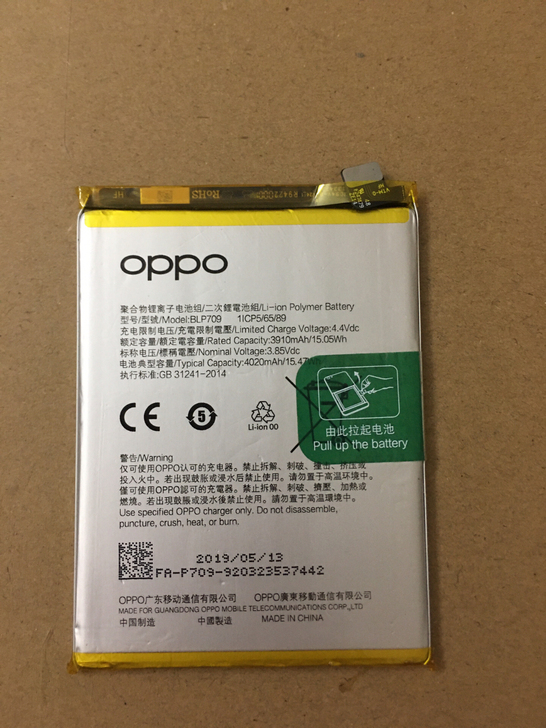 RoHS
oppo
聚合物锂离子电池组/二次鋰電池組/Li-ion Polymer Battery
型号/型號/Model:BLP709 1ICP5/65/89
充电限制电压/充電限制電壓/Limited Charge Voltage:4.4Vdc
额定容量/額定電容量/Rated Capacity:3910mAh/15.05Wh
标称电压/標稱電壓/Nominal Voltage:3.85Vdc
电池典型容量/Typical Capacity:4020mAh/15.47Wh
执行标准:GB 31241-2014
CE 5
Li-ion 00
由此拉起电池
Pull up the battery
警告/Warning
仅可使用OPPO认可的充电器。禁止拆解、刺破、撞击、挤压或
投入火中。若出现鼓胀或浸水后禁止使用。请勿置于高温环境中。
僅可使用OPPO認可的充電器。禁止拆解、刺破、擠壓、加熱或
燃燒。若出現鼓脹或浸水後禁止使用。請勿置于高温環境中。
Use specified OPPO charger only. Do not disassemble,
puncture, crush, heat, or burn.
2019/05/13
FA-P709-920323537442
OPPO广东移动通信有限公司 OPPO廣東移動通信有限公司
MADE FOR GUANGDONG OPPO MOBILE TELECOMMUNICATIONS CORP.,LTD
中国制造 中國製造 MADE IN CHINA